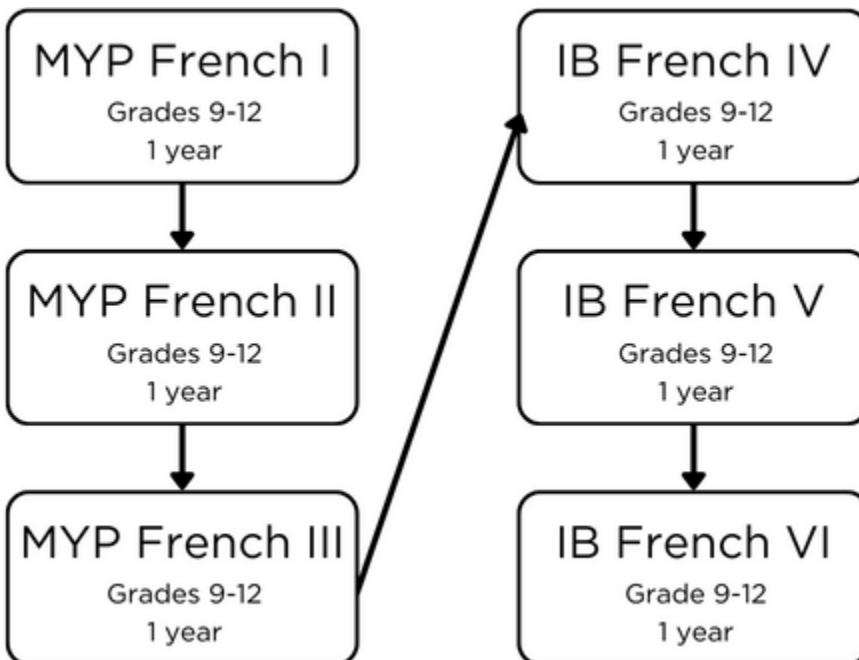 MYP French I
Grades 9-12
1 year
MYP French II
Grades 9-12
1 year
MYP French III
Grades 9-12
1 year
IB French IV
Grades 9-12
1 year
IB French V
Grades 9-12
1 year
IB French VI
Grade 9-12
1 year